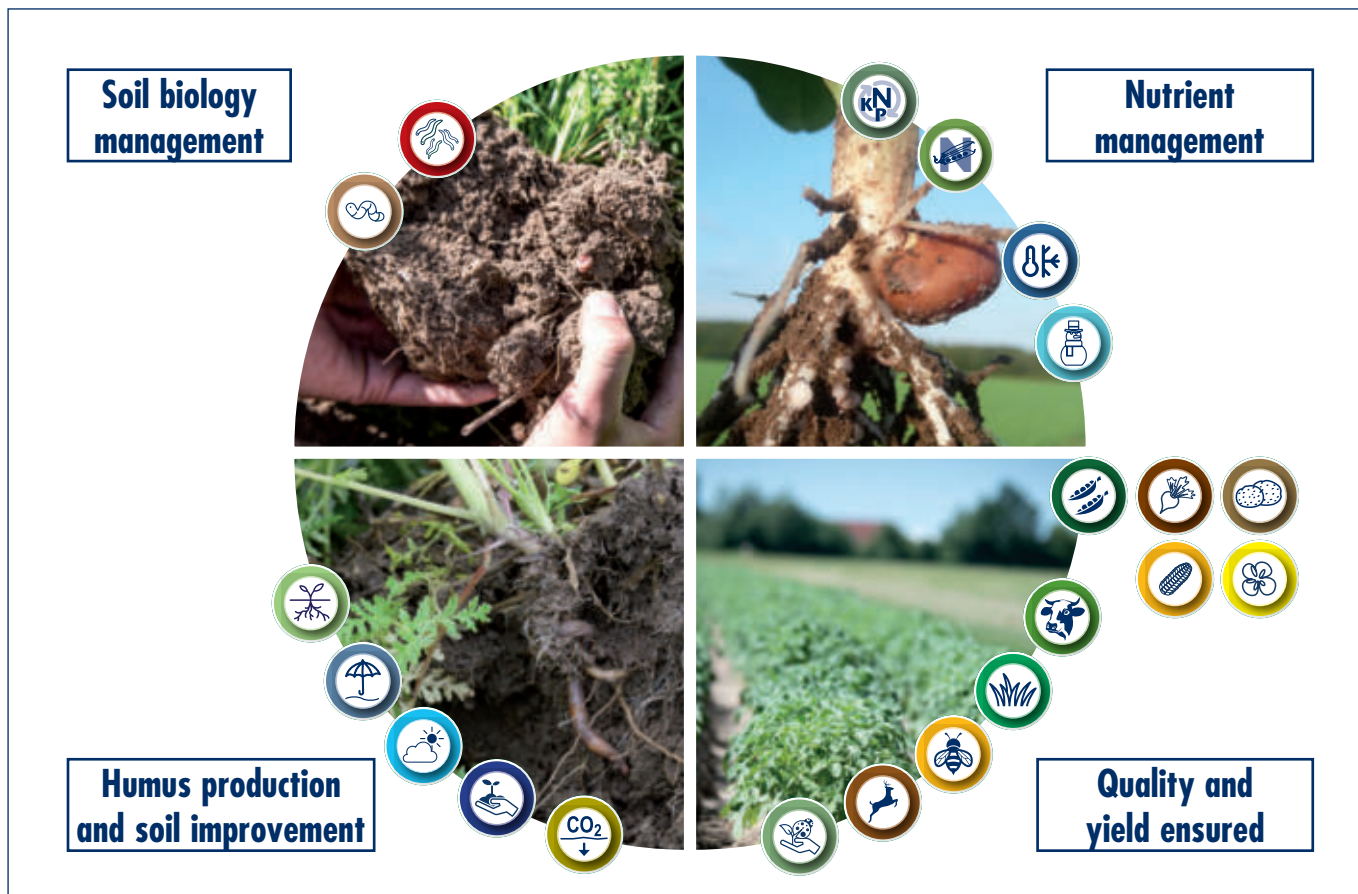 Soil biology
management
Nutrient
management
K N P
N
Humus production
and soil improvement
CO₂
Quality and
yield ensured